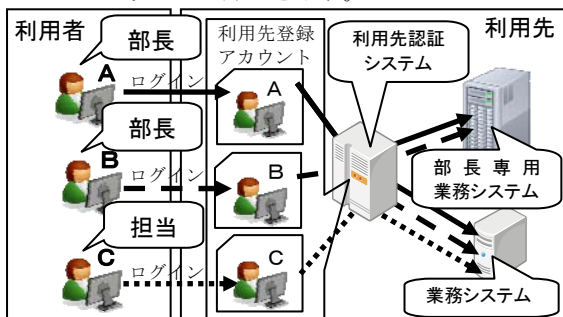 利用者
利用先
部長
利用先登録
アカウント
利用先認証
システム
A
ログイン
A
部長
B
ログイン
B
部長専用
業務システム
担当
C
ログイン
C
業務システム